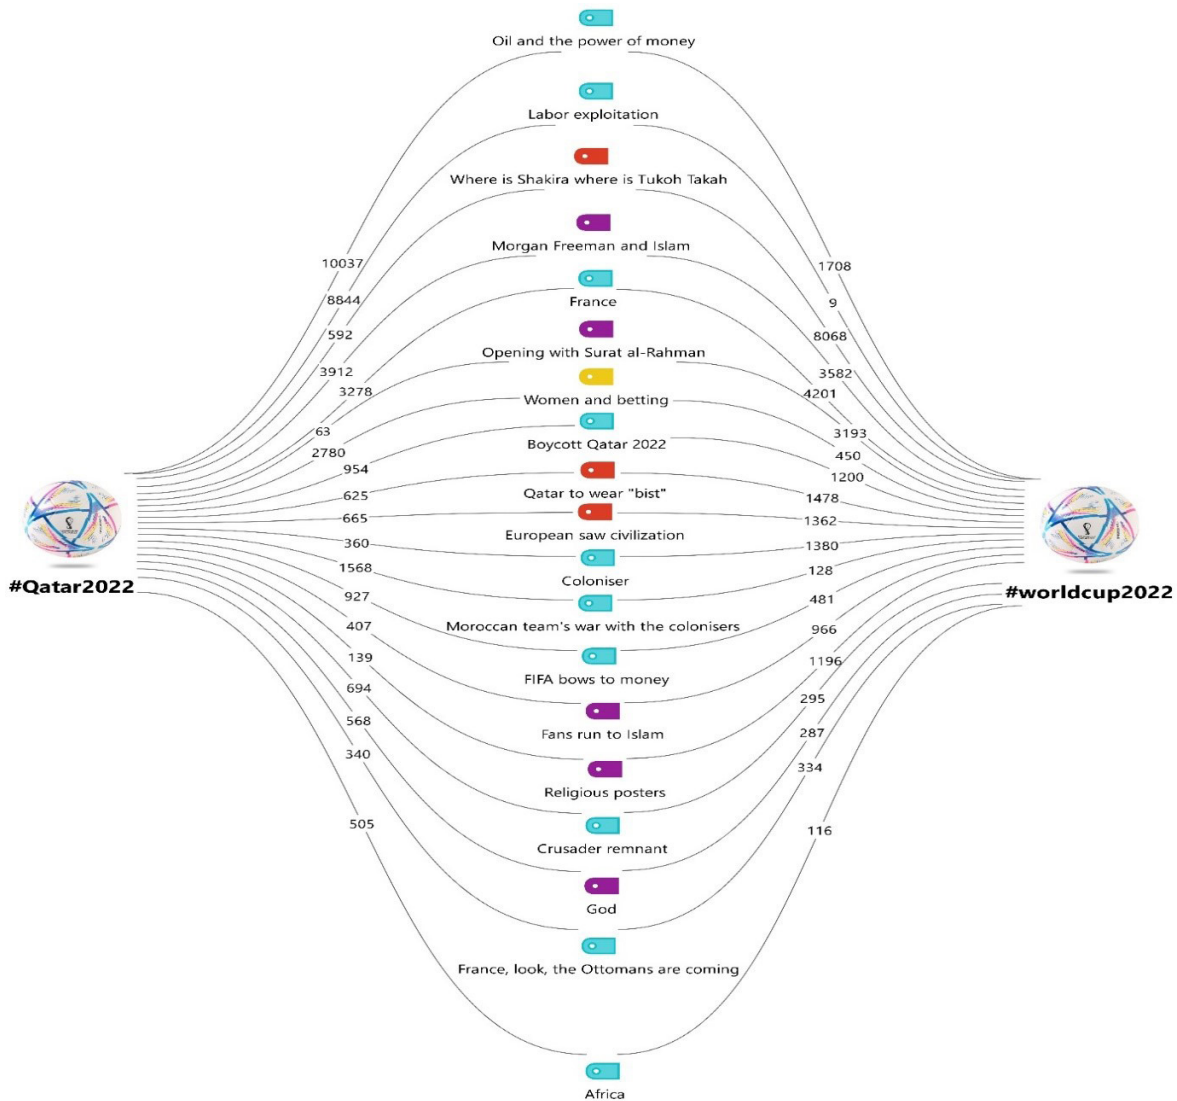 Oil and the power of money
Labor exploitation
Where is Shakira where is Tukoh Takah
Morgan Freeman and Islam
10037
1708
France
8844
9
592
8068
Opening with Surat al-Rahman
3912
3582
3278
4201
Women and betting
63
3193
Boycott Qatar 2022
2780
450
954
1200
Qatar to wear "bist"
625
1478
665
1362
European saw civilization
360
1380
1568
128
Coloniser
#Qatar2022
#worldcup2022
927
481
Moroccan team's war with the colonisers
407
966
139
1196
FIFA bows to money
694
295
568
287
Fans run to Islam
340
334
Religious posters
505
116
Crusader remnant
God
France, look, the Ottomans are coming
Africa